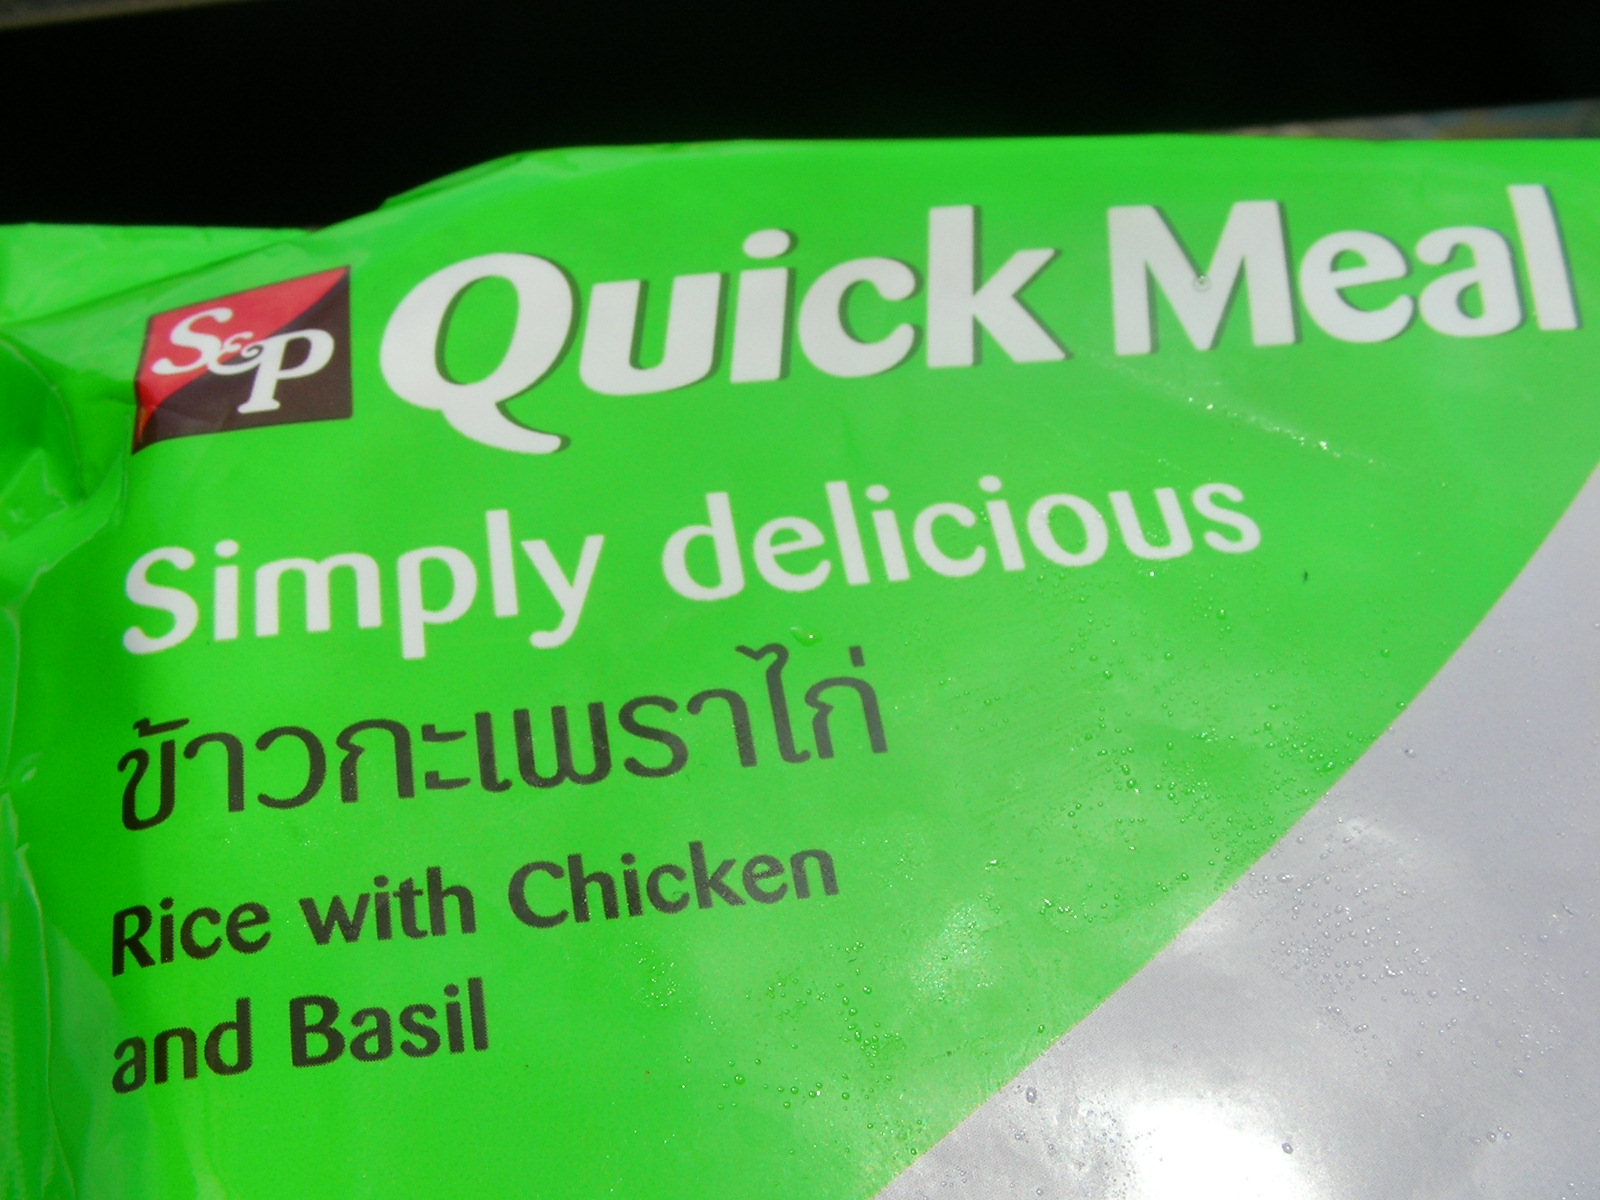 S&P Quick Meal
Simply delicious
ข้าวกะเพราไก่
Rice with Chicken
and Basil